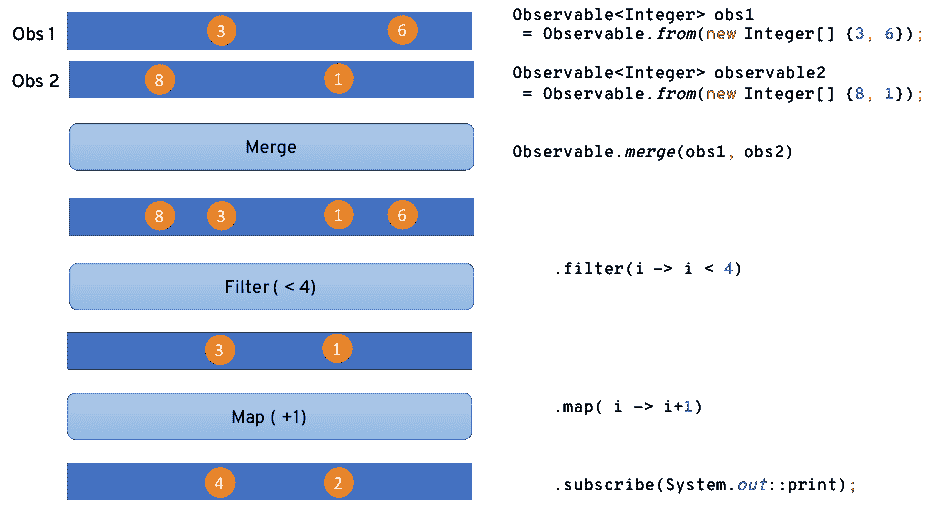 Obs 1
3
6
Observable<Integer> obs1
= Observable.from(new Integer[] {3, 6});
Obs 2
8
1
Observable<Integer> observable2
= Observable.from(new Integer[] {8, 1});
Merge
Observable.merge(obs1, obs2)
8
3
1
6
Filter ( < 4)
.filter(i -> i < 4)
3
1
Map ( +1)
.map( i -> i+1)
4
2
.subscribe(System.out::print);